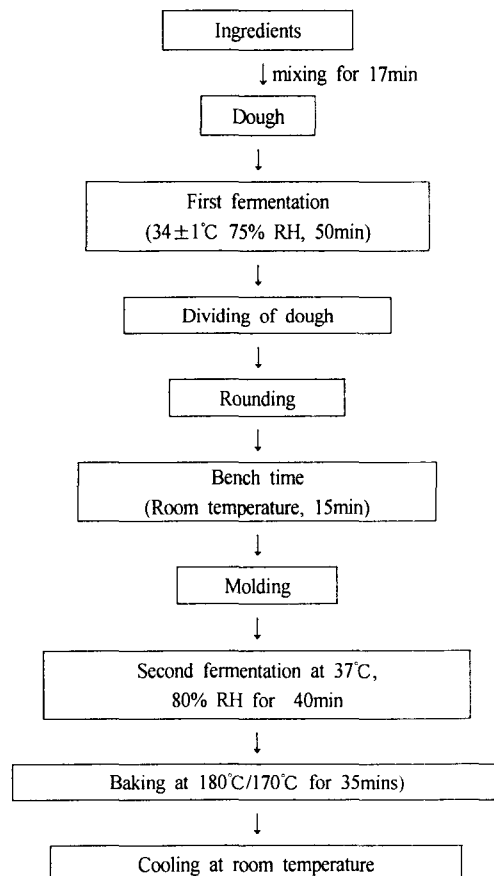 Ingredients
↓mixing for 17min
Dough
↓
First fermentation
(34±1℃ 75% RH, 50min)
↓
Dividing of dough
↓
Rounding
↓
Bench time
(Room temperature, 15min)
↓
Molding
↓
Second fermentation at 37℃,
80% RH for 40min
↓
Baking at 180℃/170℃ for 35mins)
↓
Cooling at room temperature